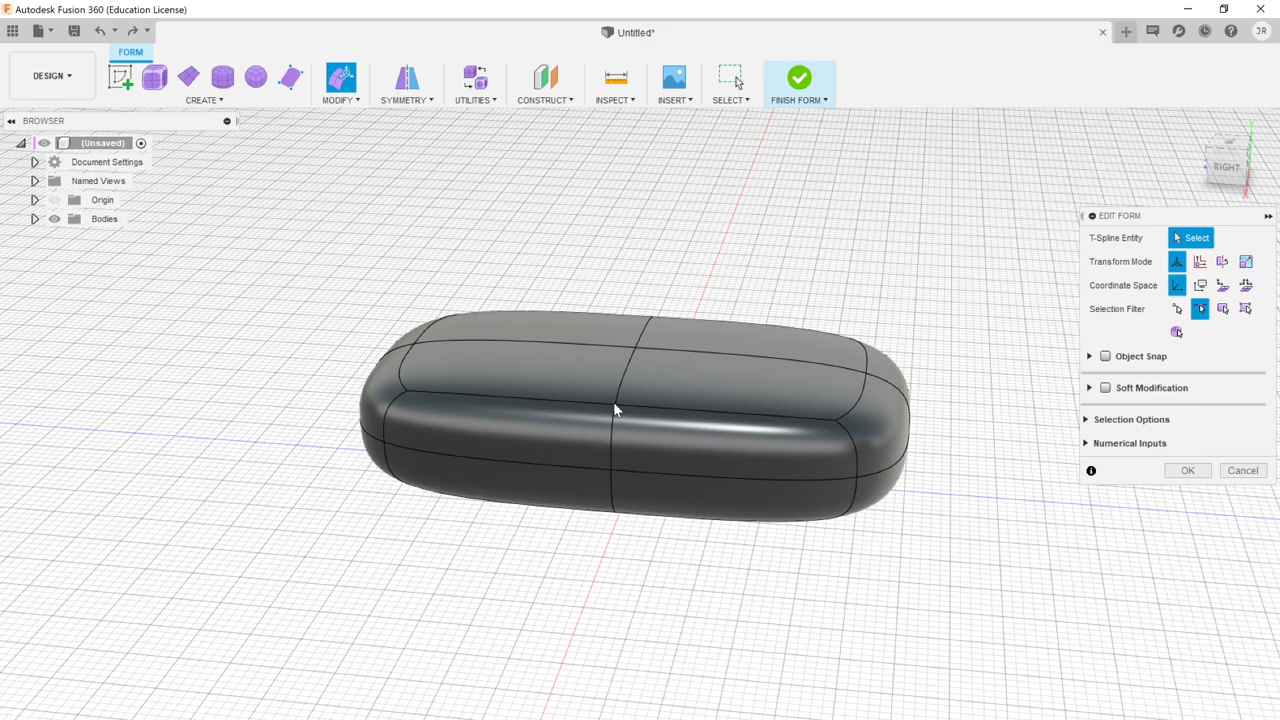 Autodesk Fusion 360 (Education License)
Untitled*
JR
FORM
DESIGN
CREATE
MODIFY
SYMMETRY
UTILITIES
CONSTRUCT
INSPECT
INSERT
SELECT
FINISH FORM
BROWSER
(Unsaved)
Document Settings
Named Views
Origin
Bodies
RIGHT
EDIT FORM
T-Spline Entity
Select
Transform Mode
Coordinate Space
Selection Filter
Object Snap
Soft Modification
Selection Options
Numerical Inputs
OK
Cancel